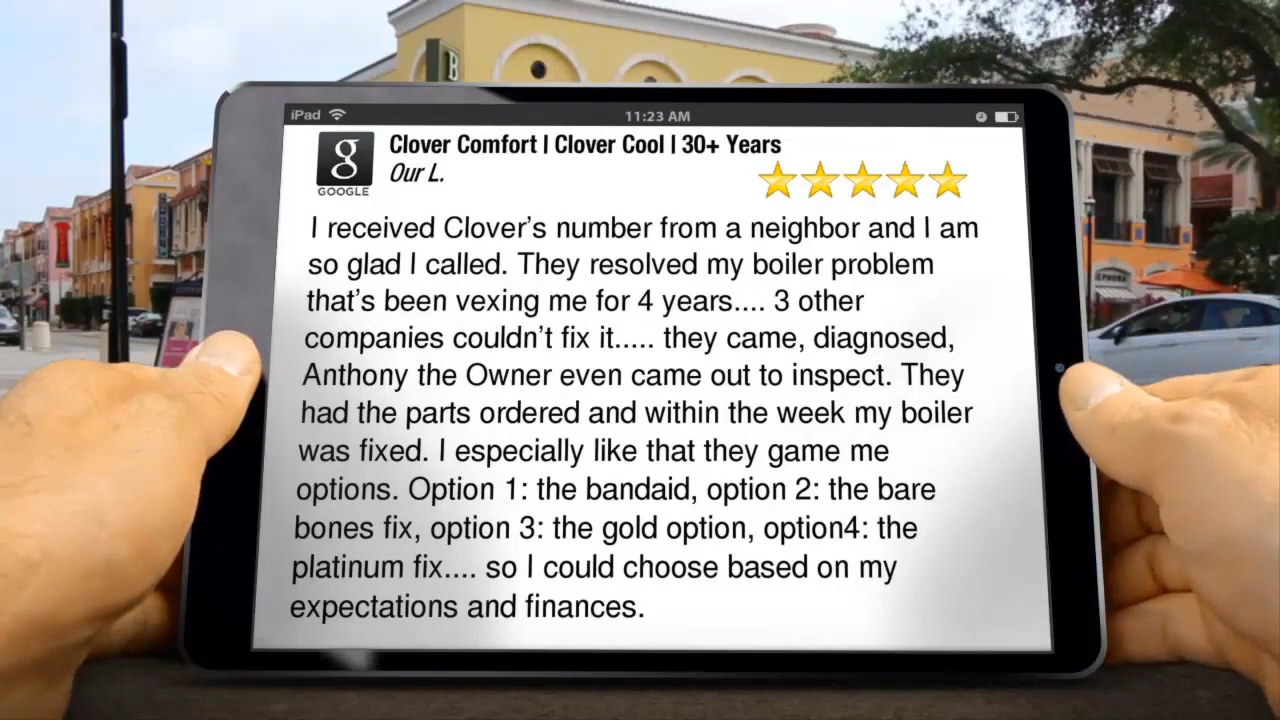 B
iPad
11:23 AM
g
GOOGLE
Clover Comfort | Clover Cool | 30+ Years
Our L.
I received Clover’s number from a neighbor and I am
so glad I called. They resolved my boiler problem
that’s been vexing me for 4 years.... 3 other
companies couldn’t fix it..... they came, diagnosed,
Anthony the Owner even came out to inspect. They
had the parts ordered and within the week my boiler
was fixed. I especially like that they game me
options. Option 1: the bandaid, option 2: the bare
bones fix, option 3: the gold option, option4: the
platinum fix.... so I could choose based on my
expectations and finances.
SEPHORA